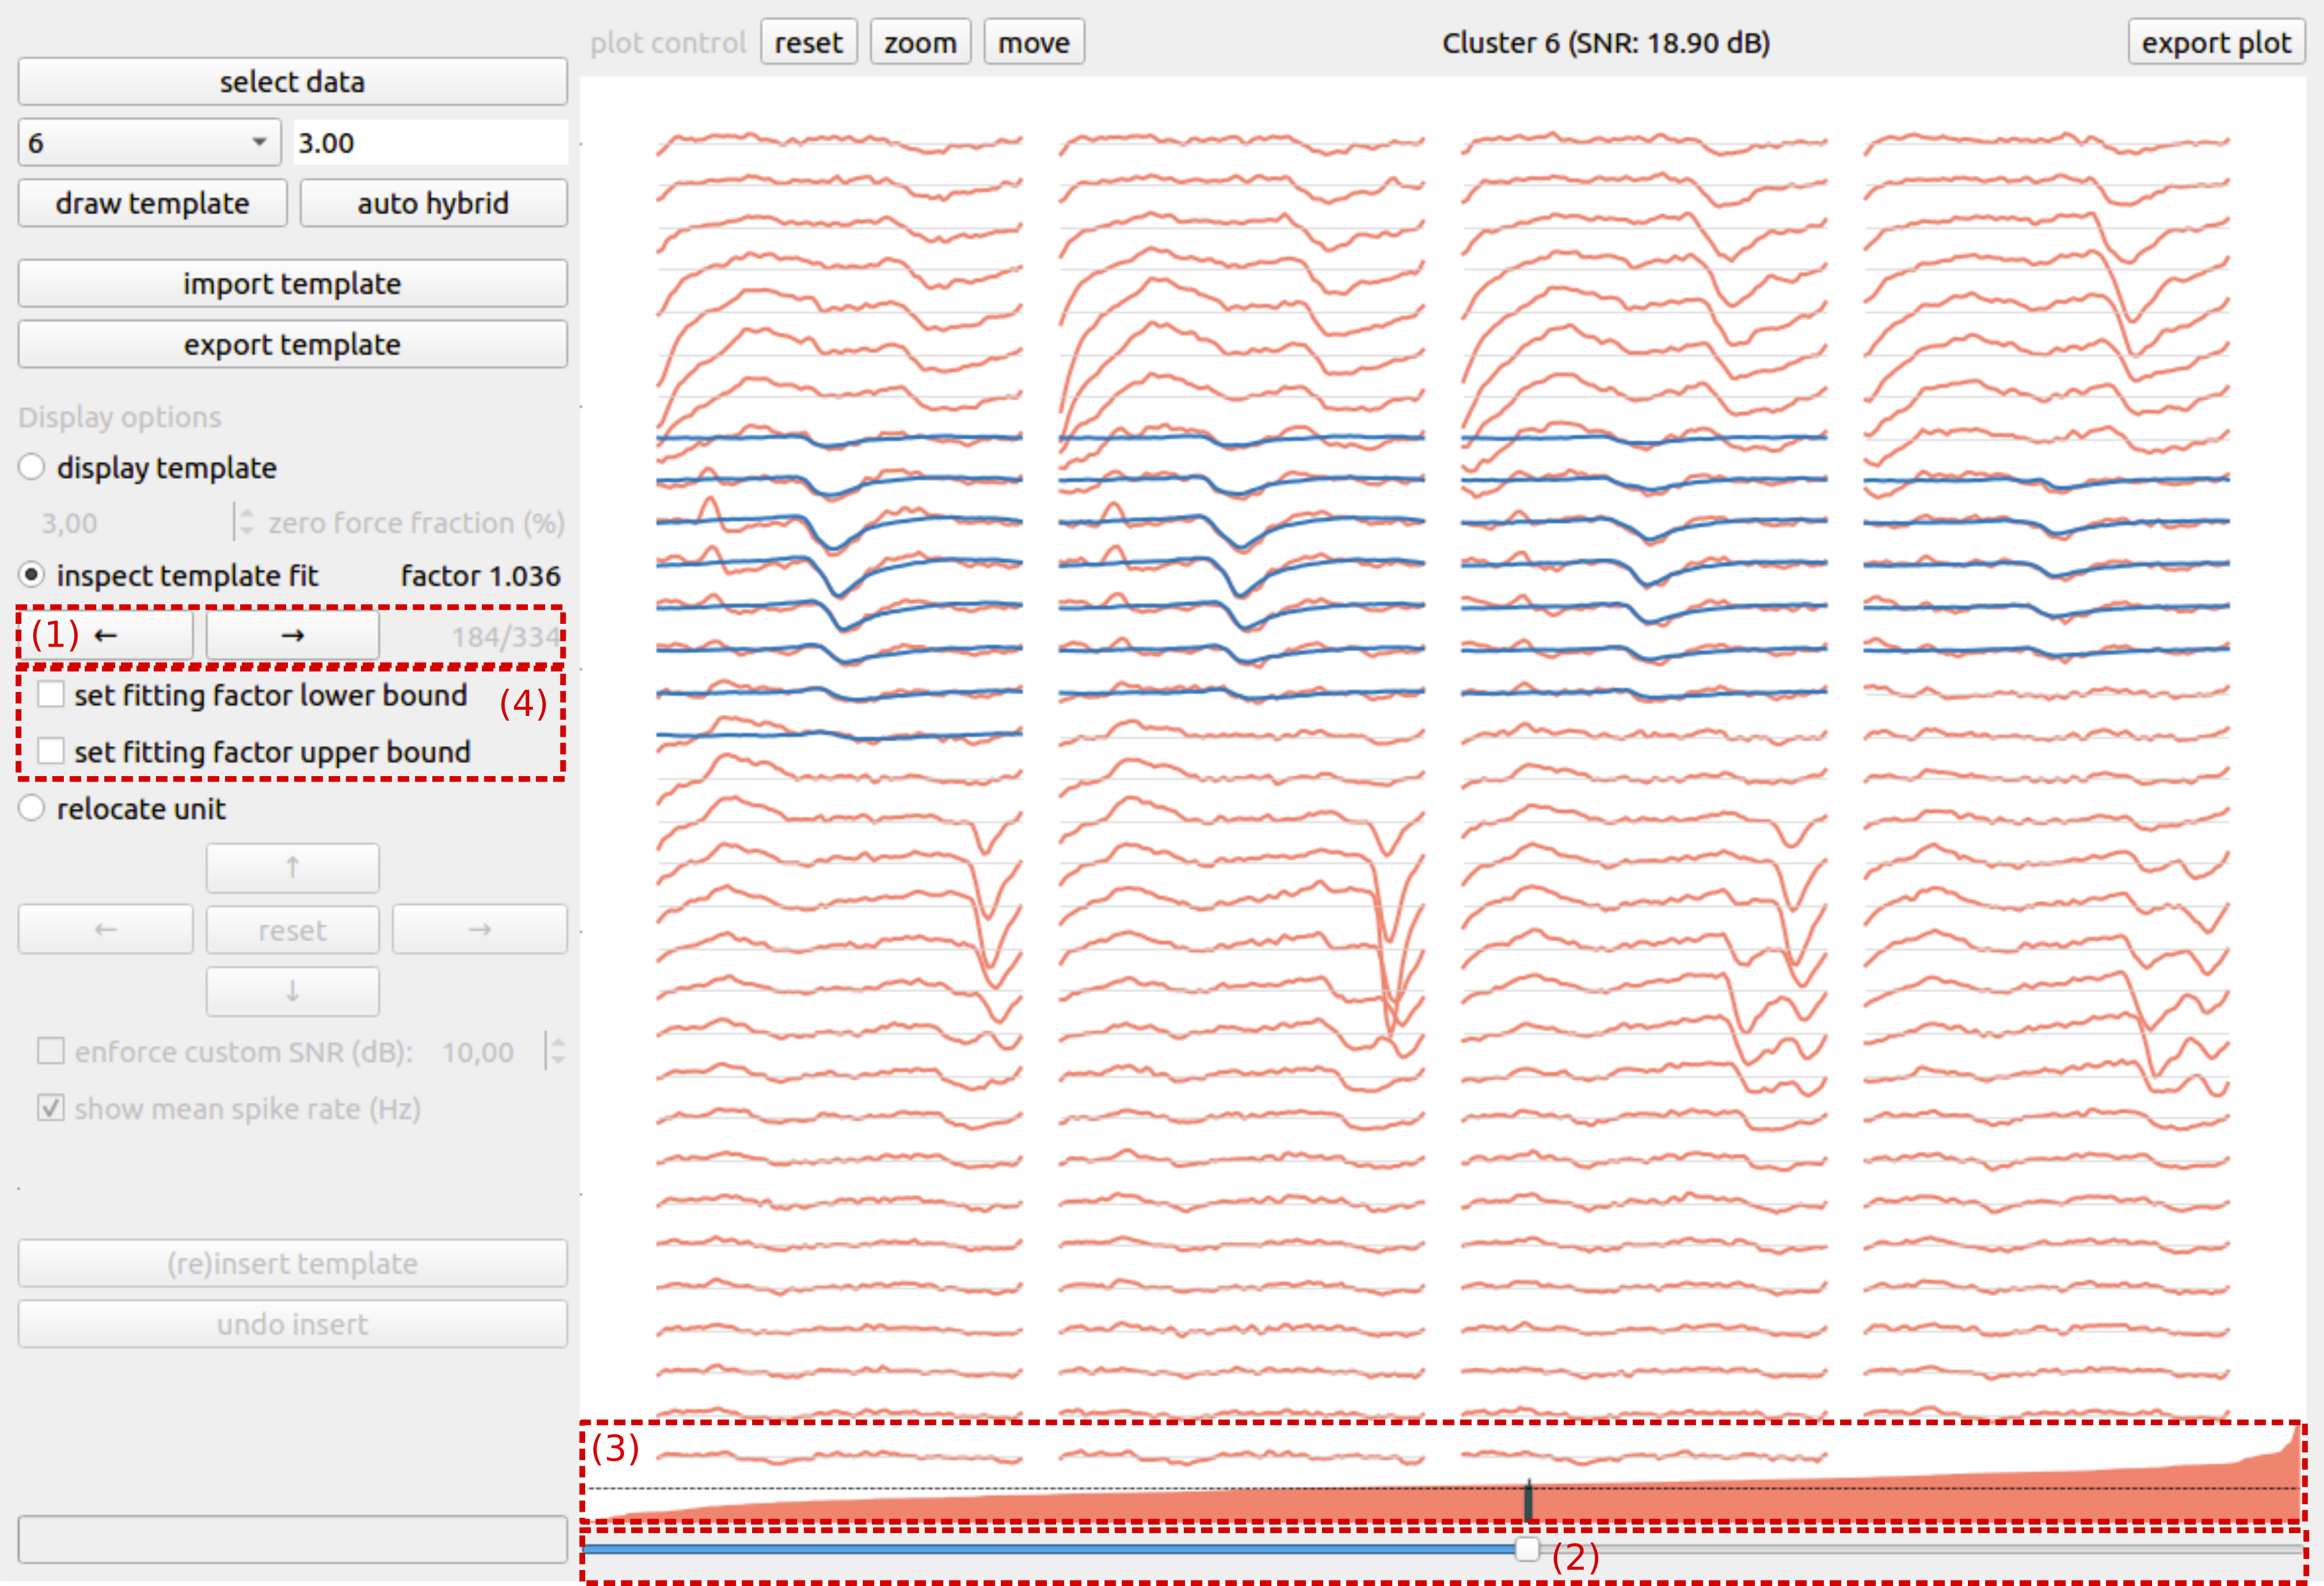 plot control reset zoom move Cluster 6 (SNR: 18.90 dB) export plot
select data
6 3.00
draw template auto hybrid
import template
export template
Display options
display template
3,00 zero force fraction (%)
inspect template fit factor 1.036
(1) ← → 184/334
set fitting factor lower bound (4)
set fitting factor upper bound
relocate unit
↑
← reset →
↓
enforce custom SNR (dB): 10,00
show mean spike rate (Hz)
(re)insert template
undo insert
(3)
(2)